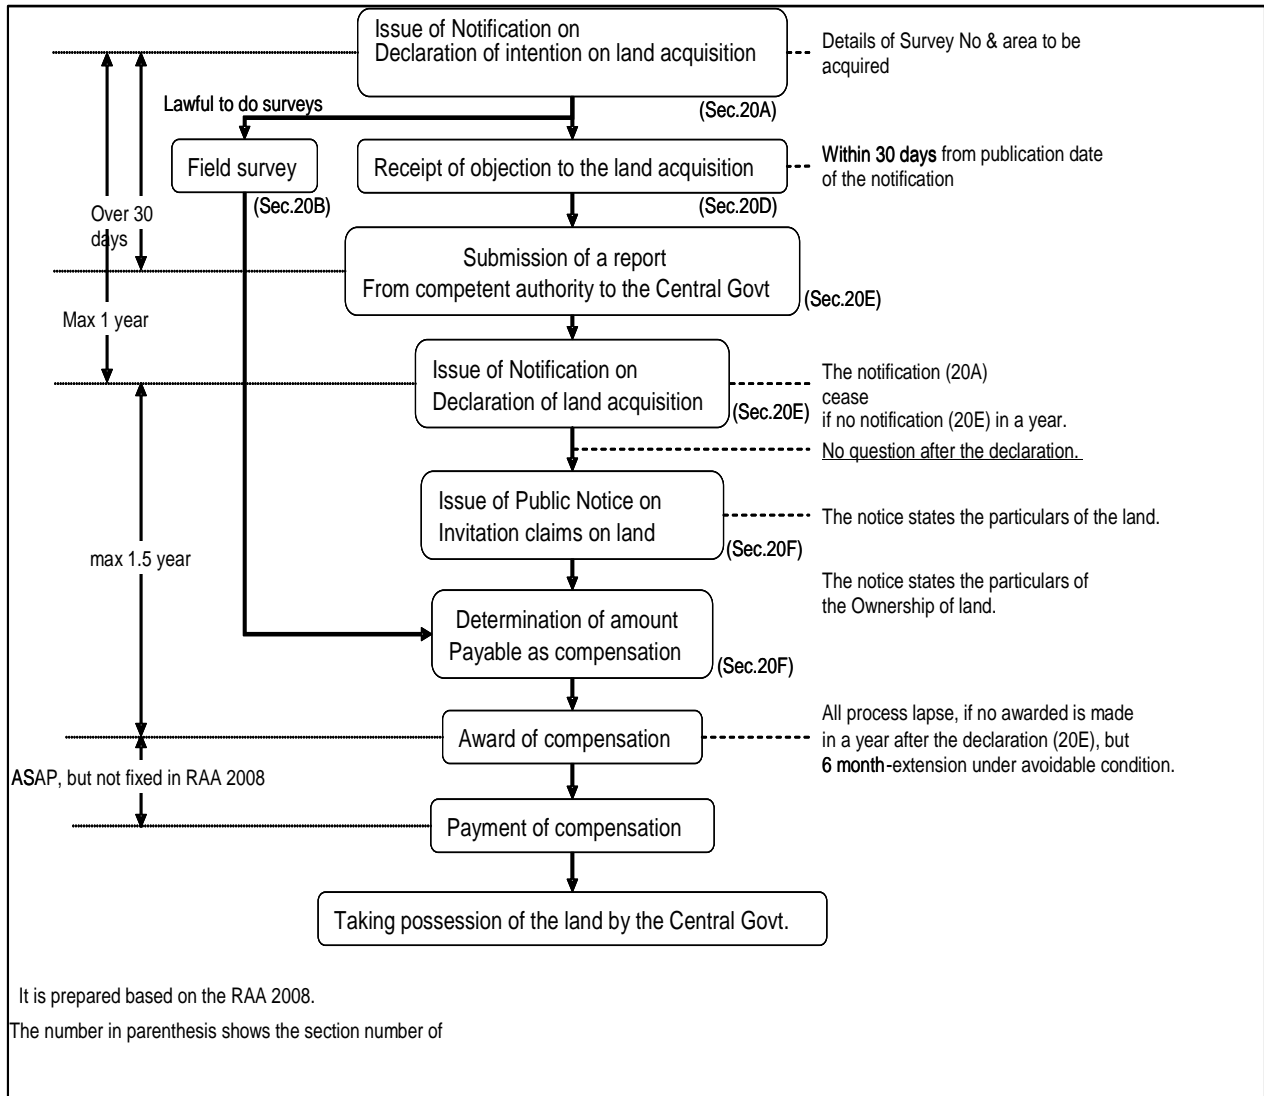 Issue of Notification on
Declaration of intention on land acquisition
Details of Survey No & area to be
acquired
(Sec.20A)
Lawful to do surveys
Field survey
(Sec.20B)
Receipt of objection to the land acquisition
(Sec.20D)
Within 30 days from publication date
of the notification
Over 30
days
Submission of a report
From competent authority to the Central Govt
(Sec.20E)
Max 1 year
Issue of Notification on
Declaration of land acquisition
(Sec.20E)
The notification (20A)
cease
if no notification (20E) in a year.
No question after the declaration.
Issue of Public Notice on
Invitation claims on land
(Sec.20F)
The notice states the particulars of the land.
max 1.5 year
The notice states the particulars of
the Ownership of land.
Determination of amount
Payable as compensation
(Sec.20F)
Award of compensation
All process lapse, if no awarded is made
in a year after the declaration (20E), but
6 month-extension under avoidable condition.
ASAP, but not fixed in RAA 2008
Payment of compensation
Taking possession of the land by the Central Govt.
It is prepared based on the RAA 2008.
The number in parenthesis shows the section number of